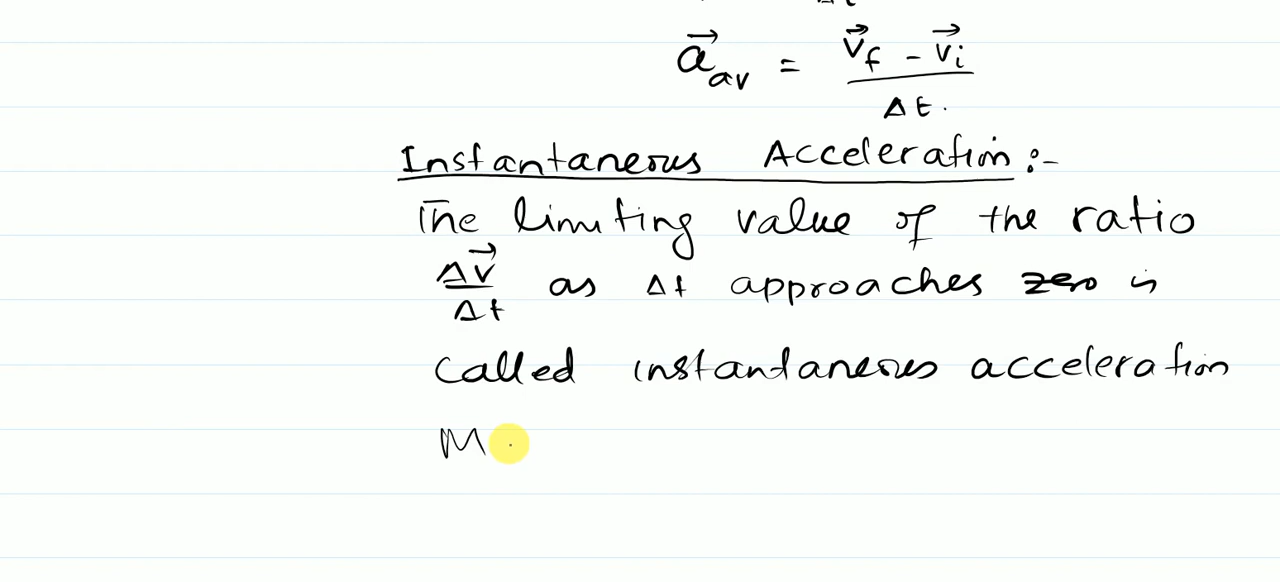 Δt
a⃗av = v⃗f - v⃗i / Δt.
Instantaneous Acceleration :-
The limiting value of the ratio
Δv⃗/Δt as Δt approaches zero is
called instantaneous acceleration
M